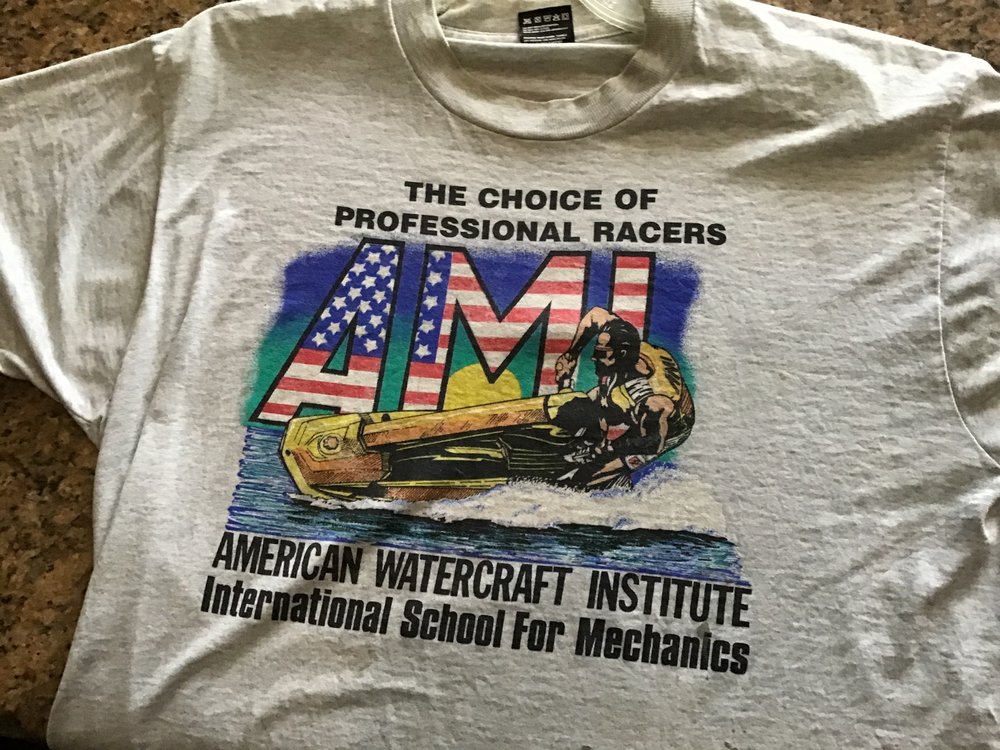 THE CHOICE OF
PROFESSIONAL RACERS
AMI
AMERICAN WATERCRAFT INSTITUTE
International School For Mechanics